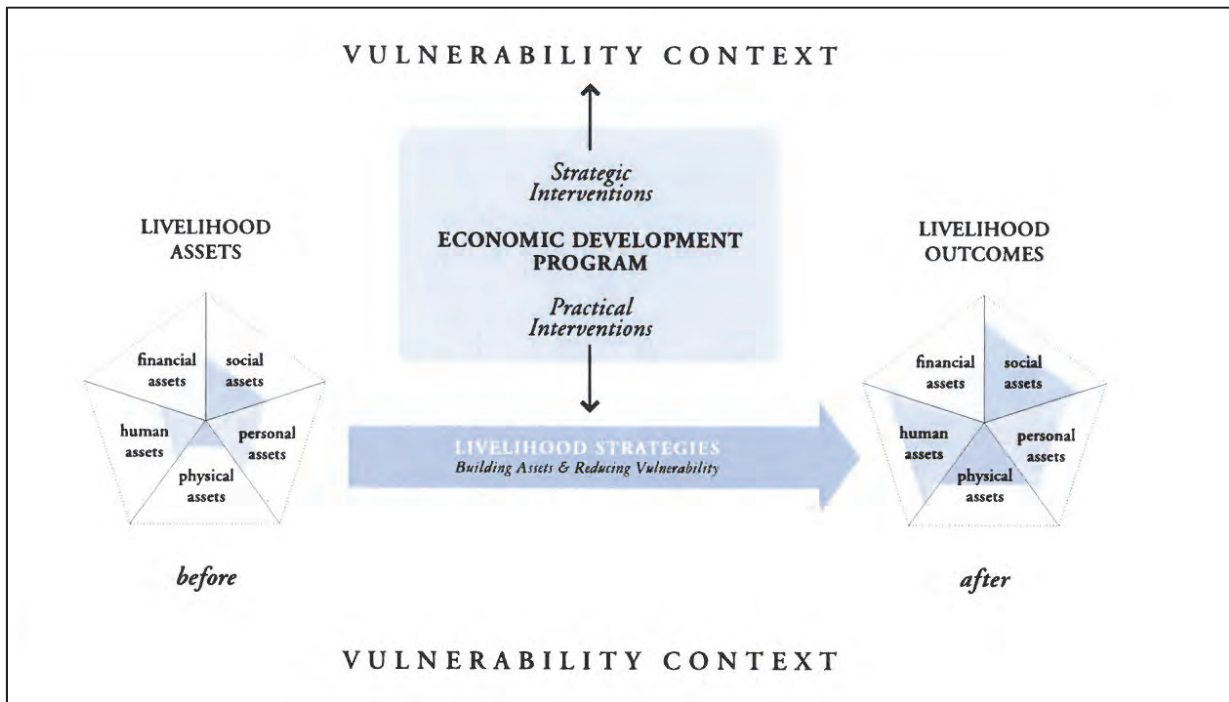 VULNERABILITY CONTEXT
Strategic
Interventions
ECONOMIC DEVELOPMENT
PROGRAM
Practical
Interventions
LIVELIHOOD
ASSETS
financial
assets
social
assets
human
assets
personal
assets
physical
assets
before
LIVELIHOOD STRATEGIES
Building Assets & Reducing Vulnerability
LIVELIHOOD
OUTCOMES
financial
assets
social
assets
human
assets
personal
assets
physical
assets
after
VULNERABILITY CONTEXT